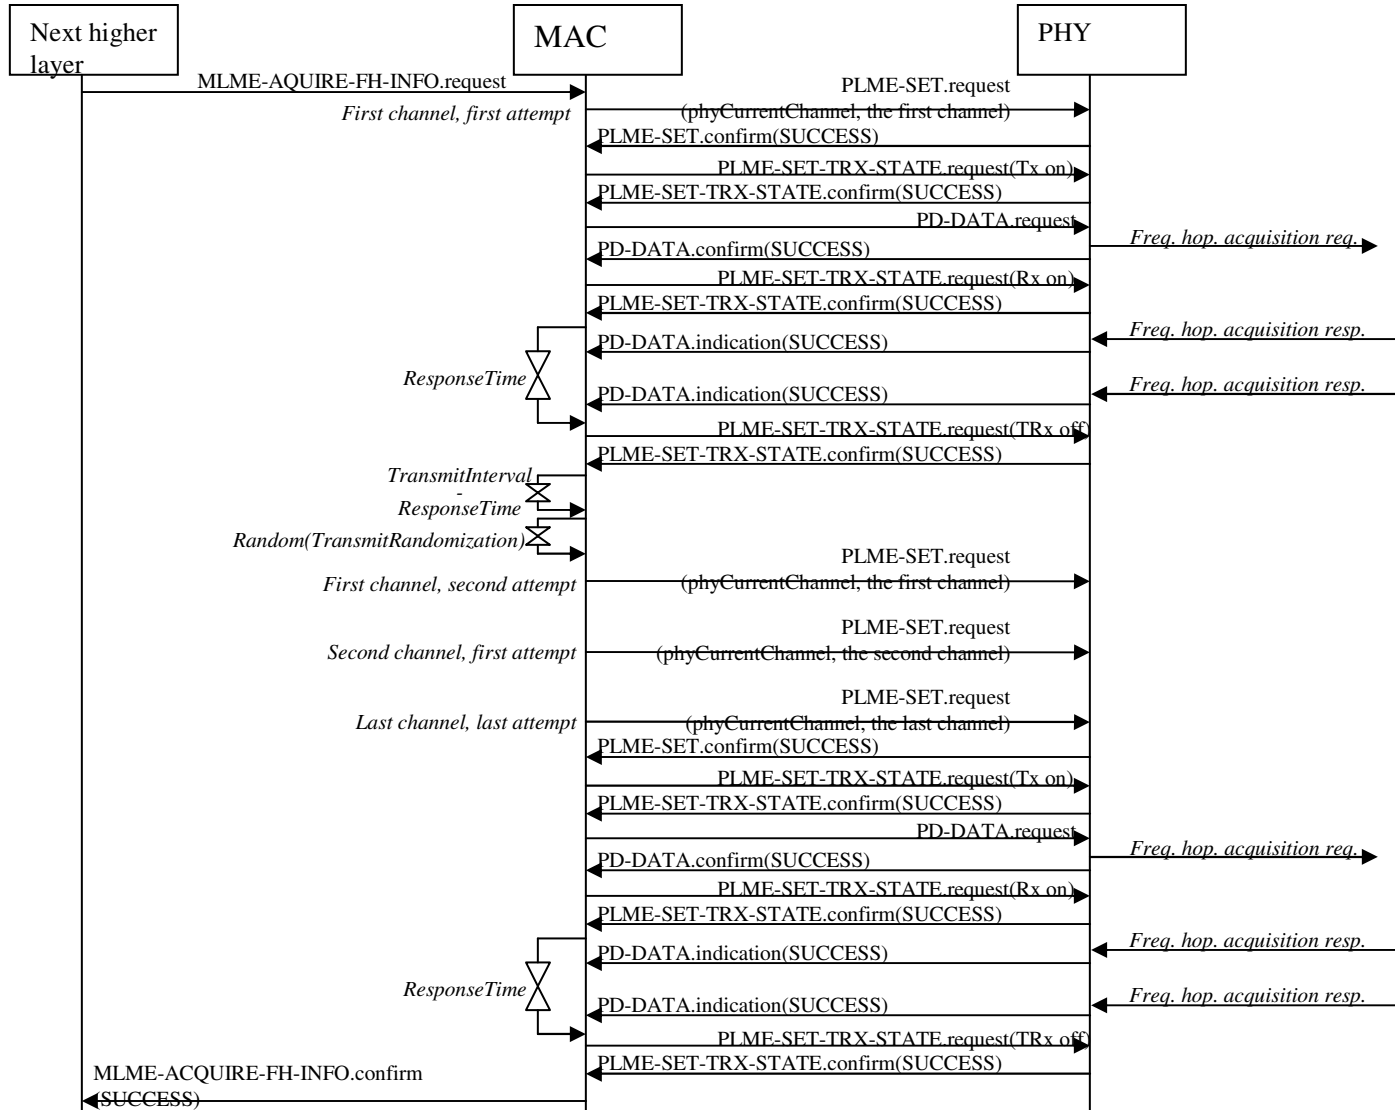 Next higher
layer
MAC
PHY
MLME-AQUIRE-FH-INFO.request
PLME-SET.request
First channel, first attempt
(phyCurrentChannel, the first channel)
PLME-SET.confirm(SUCCESS)
PLME-SET-TRX-STATE.request(Tx on)
PLME-SET-TRX-STATE.confirm(SUCCESS)
PD-DATA.request
Freq. hop. acquisition req.
PD-DATA.confirm(SUCCESS)
PLME-SET-TRX-STATE.request(Rx on)
PLME-SET-TRX-STATE.confirm(SUCCESS)
Freq. hop. acquisition resp.
PD-DATA.indication(SUCCESS)
ResponseTime
Freq. hop. acquisition resp.
PD-DATA.indication(SUCCESS)
PLME-SET-TRX-STATE.request(TRx off)
PLME-SET-TRX-STATE.confirm(SUCCESS)
TransmitInterval
-
ResponseTime
Random(TransmitRandomization)
PLME-SET.request
First channel, second attempt
(phyCurrentChannel, the first channel)
PLME-SET.request
Second channel, first attempt
(phyCurrentChannel, the second channel)
PLME-SET.request
Last channel, last attempt
(phyCurrentChannel, the last channel)
PLME-SET.confirm(SUCCESS)
PLME-SET-TRX-STATE.request(Tx on)
PLME-SET-TRX-STATE.confirm(SUCCESS)
PD-DATA.request
Freq. hop. acquisition req.
PD-DATA.confirm(SUCCESS)
PLME-SET-TRX-STATE.request(Rx on)
PLME-SET-TRX-STATE.confirm(SUCCESS)
Freq. hop. acquisition resp.
PD-DATA.indication(SUCCESS)
ResponseTime
Freq. hop. acquisition resp.
PD-DATA.indication(SUCCESS)
PLME-SET-TRX-STATE.request(TRx off)
PLME-SET-TRX-STATE.confirm(SUCCESS)
MLME-ACQUIRE-FH-INFO.confirm
(SUCCESS)